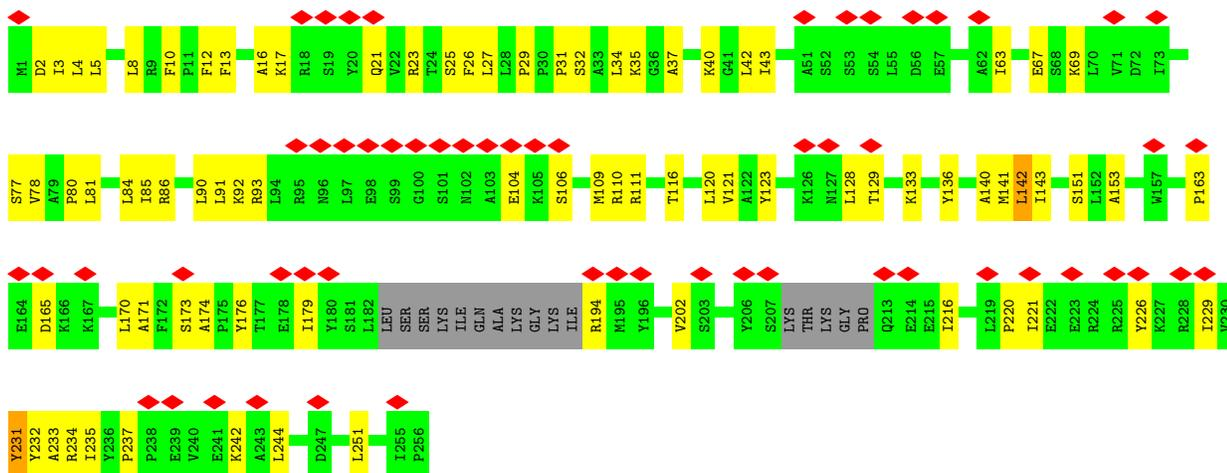 M1 D2 I3 L4 L5 L8 R9 F10 P11 F12 F13 A16 K17 R18 S19 Y20 Q21 V22 R23 T24 S25 F26 L27 L28 P29 P30 P31 S32 A33 L34 K35 G36 A37 K40 G41 L42 I43 A51 S52 S53 S54 L55 D56 E57 A62 I63 E67 S68 K69 L70 V71 D72 I73
S77 V78 A79 P80 L81 L84 I85 R86 L90 L91 K92 R93 L94 R95 N96 L97 E98 S99 G100 S101 N102 A103 E104 K105 S106 M109 R110 R111 T116 L120 V121 A122 Y123 K126 N127 L128 T129 K133 Y136 A140 M141 L142 I143 S151 L152 A153 W157 P163
E164 D165 K166 K167 L170 A171 F172 S173 A174 P175 Y176 T177 E178 I179 Y180 S181 L182 LEU SER SER LYS ILE GLN ALA LYS GLY LYS ILE R194 M195 Y196 V202 S203 Y206 S207 LYS THR LYS GLY PRO Q213 E214 E215 I216 L219 P220 I221 E222 E223 R224 R225 Y226 K227 R228 I229 V230
Y231 Y232 A233 R234 I235 Y236 P237 P238 E239 V240 E241 K242 A243 L244 D247 L251 I255 P256